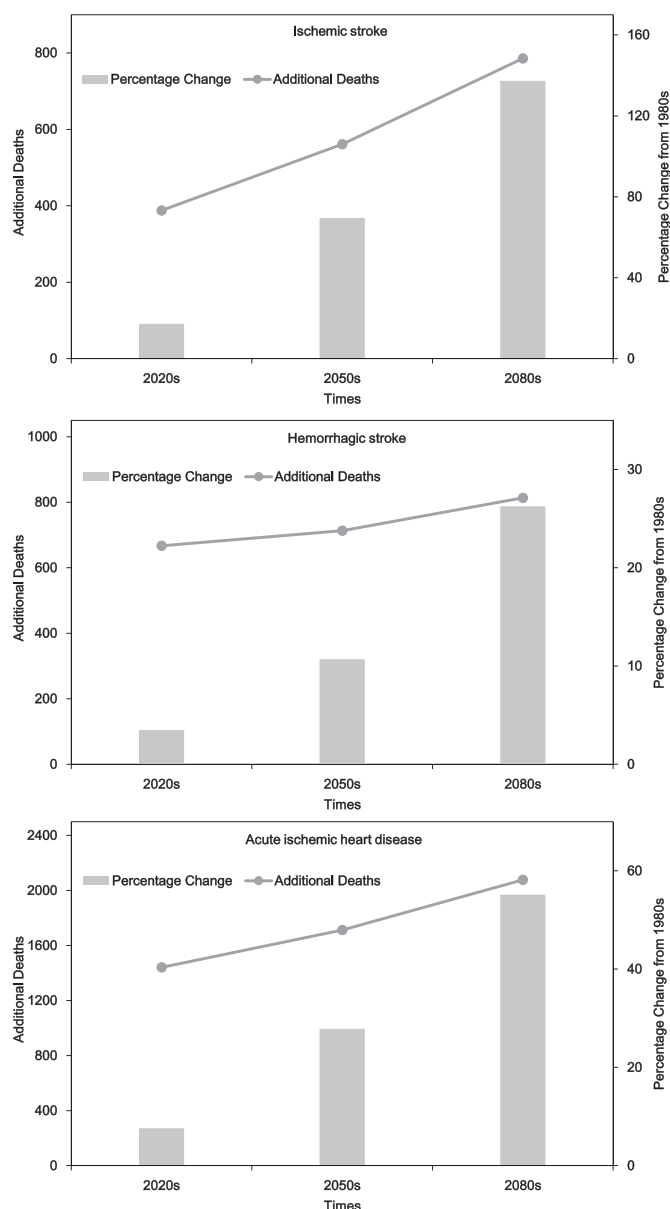 Ischemic stroke
Percentage Change
Additional Deaths
Additional Deaths
800
600
400
200
0
Percentage Change from 1980s
160
120
80
40
0
2020s 2050s 2080s
Times
Hemorrhagic stroke
Percentage Change
Additional Deaths
Additional Deaths
1000
800
600
400
200
0
Percentage Change from 1980s
30
20
10
0
2020s 2050s 2080s
Times
Acute ischemic heart disease
Percentage Change
Additional Deaths
Additional Deaths
2400
2000
1600
1200
800
400
0
Percentage Change from 1980s
60
40
20
0
2020s 2050s 2080s
Times